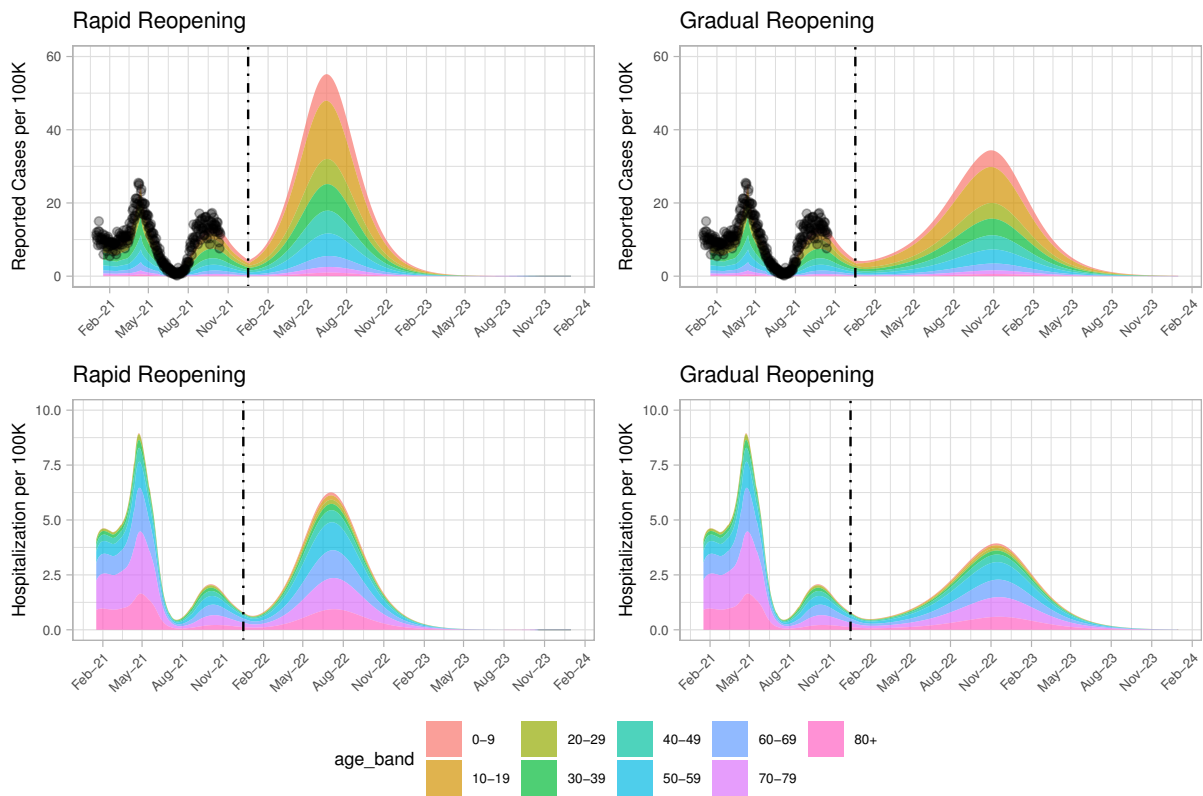 Rapid Reopening
Reported Cases per 100K
60
40
20
0
Feb−21 May−21 Aug−21 Nov−21 Feb−22 May−22 Aug−22 Nov−22 Feb−23 May−23 Aug−23 Nov−23 Feb−24
Gradual Reopening
Reported Cases per 100K
60
40
20
0
Feb−21 May−21 Aug−21 Nov−21 Feb−22 May−22 Aug−22 Nov−22 Feb−23 May−23 Aug−23 Nov−23 Feb−24
Rapid Reopening
Hospitalization per 100K
10.0
7.5
5.0
2.5
0.0
Feb−21 May−21 Aug−21 Nov−21 Feb−22 May−22 Aug−22 Nov−22 Feb−23 May−23 Aug−23 Nov−23 Feb−24
Gradual Reopening
Hospitalization per 100K
10.0
7.5
5.0
2.5
0.0
Feb−21 May−21 Aug−21 Nov−21 Feb−22 May−22 Aug−22 Nov−22 Feb−23 May−23 Aug−23 Nov−23 Feb−24
age_band
0−9 20−29 40−49 60−69 80+
10−19 30−39 50−59 70−79